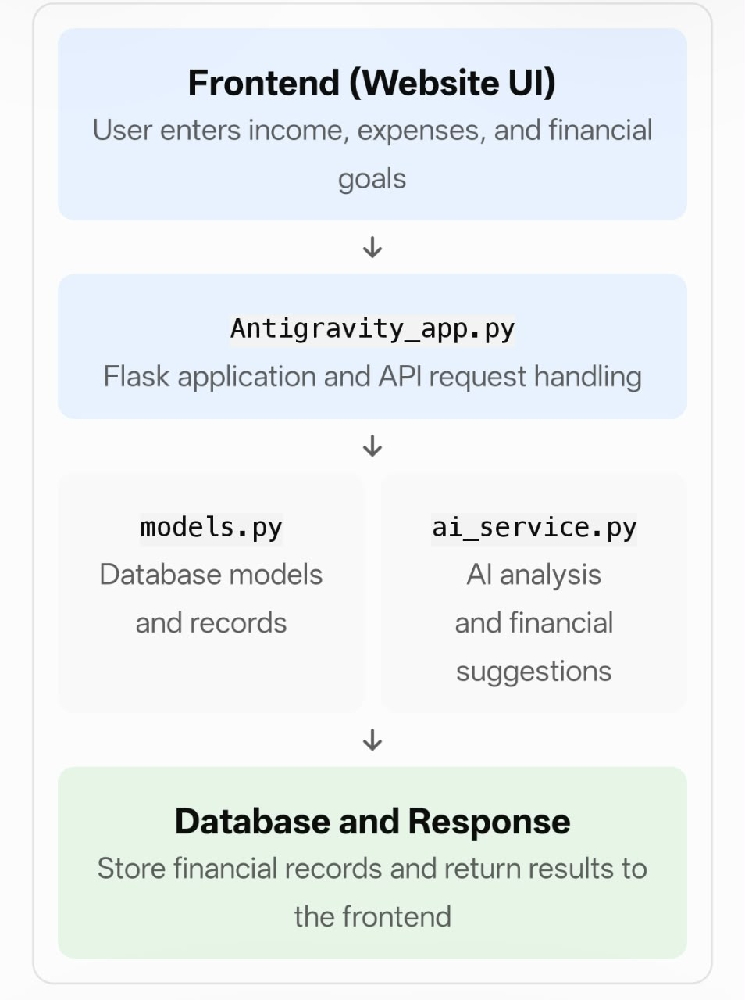 Frontend (Website UI)
User enters income, expenses, and financial
goals
Antigravity_app.py
Flask application and API request handling
models.py
Database models
and records
ai_service.py
AI analysis
and financial
suggestions
Database and Response
Store financial records and return results to
the frontend